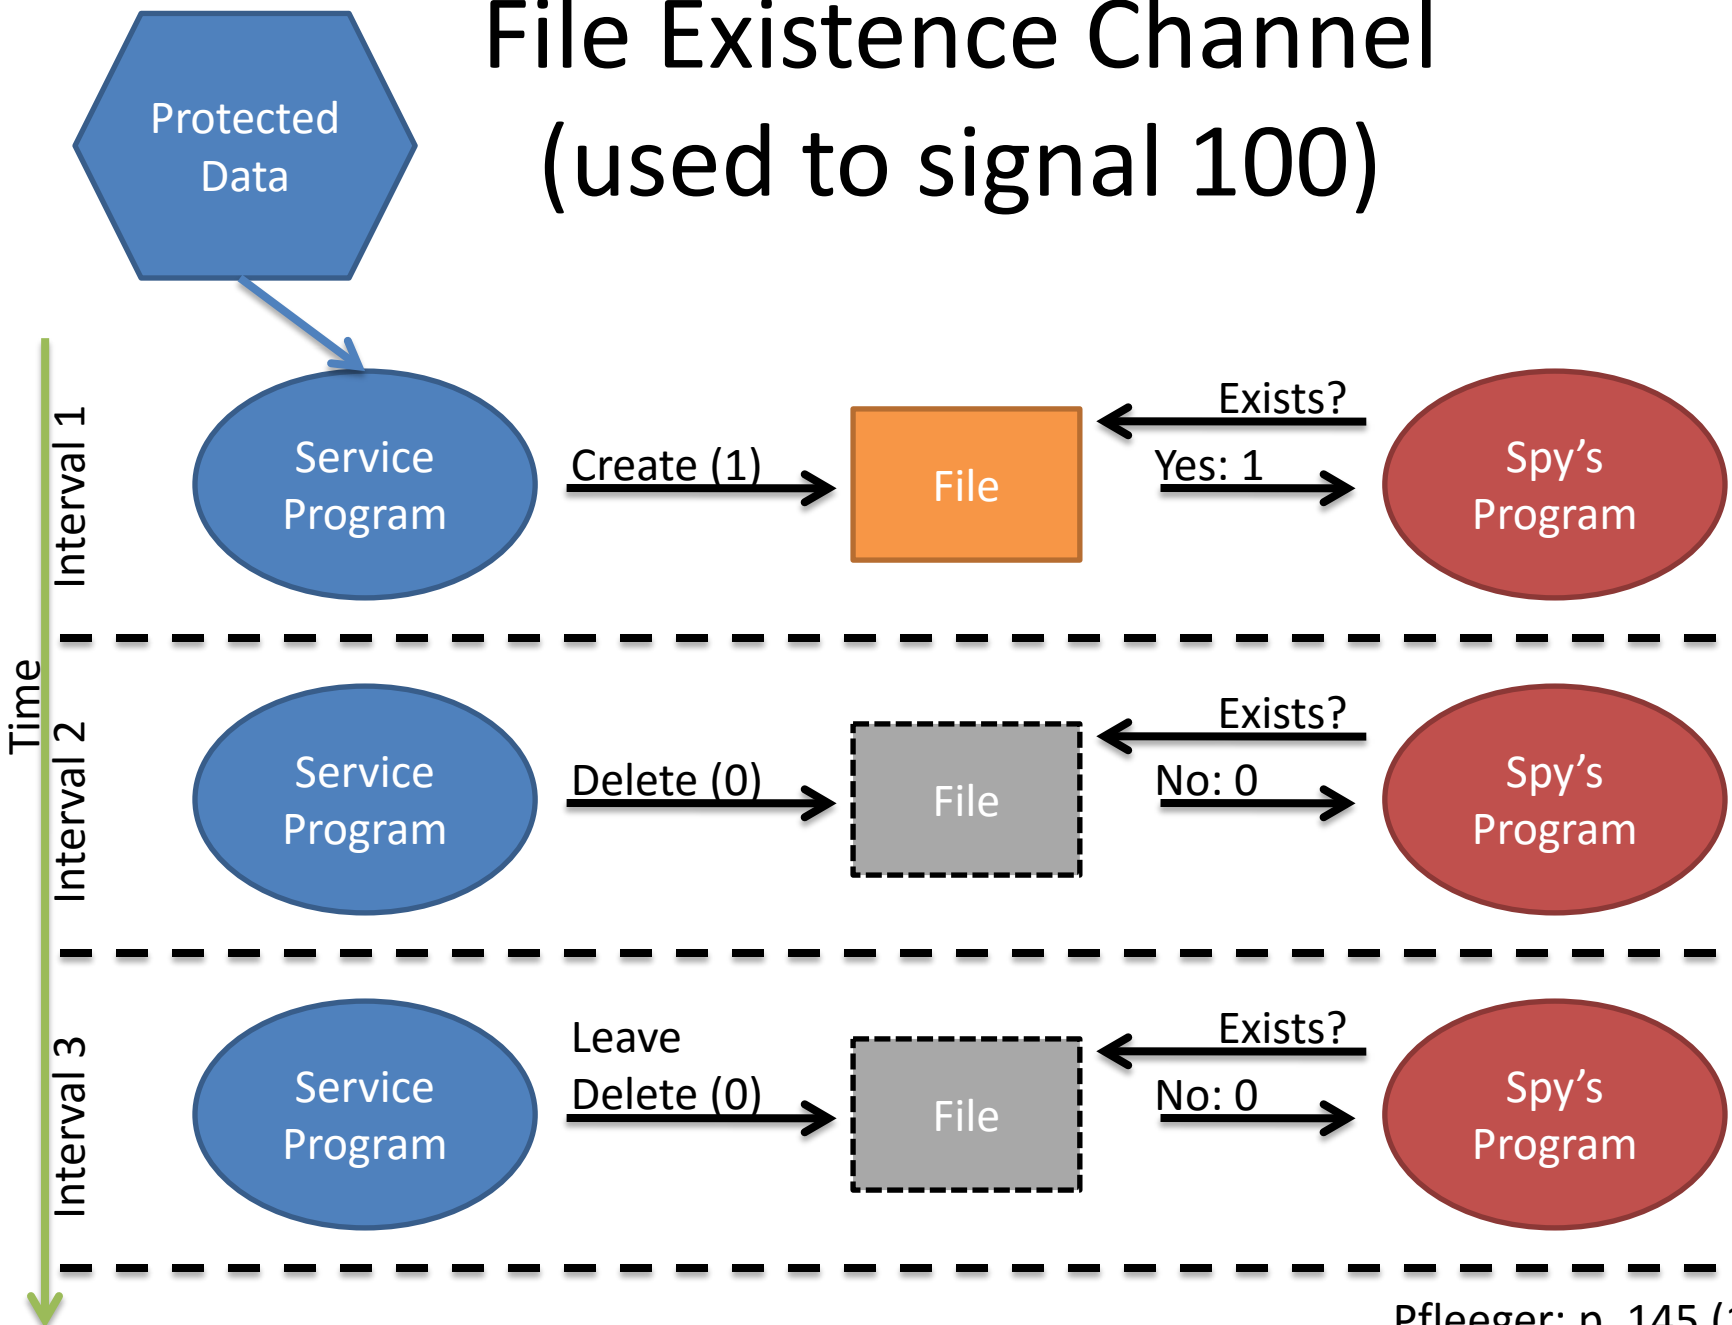 File Existence Channel
(used to signal 100)
Protected
Data
Time
Interval 1
Service
Program
Create (1)
File
Exists?
Yes: 1
Spy's
Program
Interval 2
Service
Program
Delete (0)
File
Exists?
No: 0
Spy's
Program
Interval 3
Service
Program
Leave
Delete (0)
File
Exists?
No: 0
Spy's
Program
Pfleeger: p. 145 (